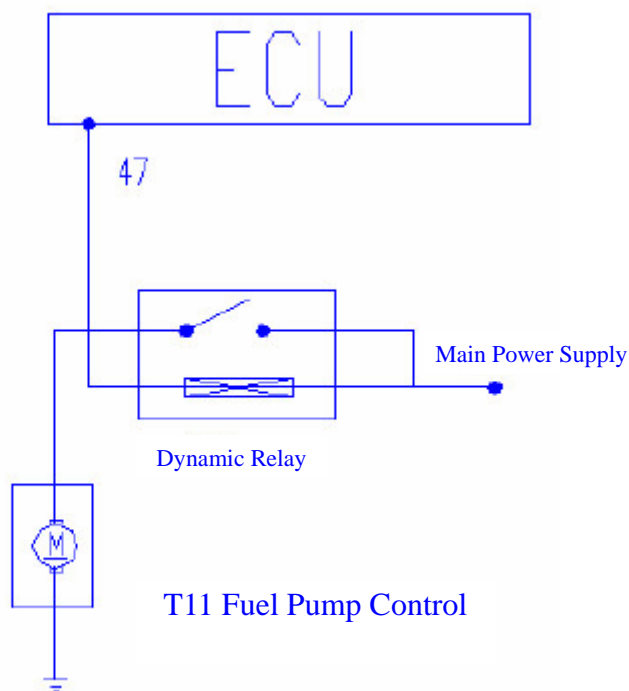 ECU
47
Main Power Supply
Dynamic Relay
M
T11 Fuel Pump Control